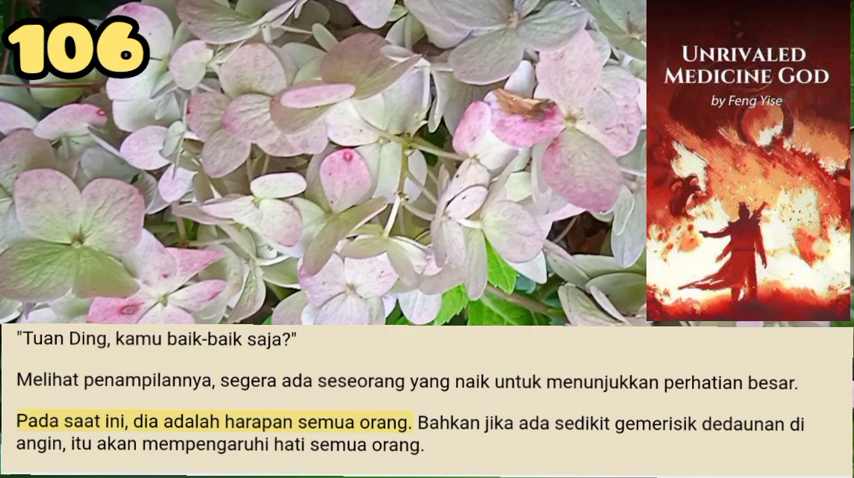 106
UNRIVALED
MEDICINE GOD
by Feng Yise
"Tuan Ding, kamu baik-baik saja?"
Melihat penampilannya, segera ada seseorang yang naik untuk menunjukkan perhatian besar.
Pada saat ini, dia adalah harapan semua orang. Bahkan jika ada sedikit gemerisik dedaunan di
angin, itu akan mempengaruhi hati semua orang.